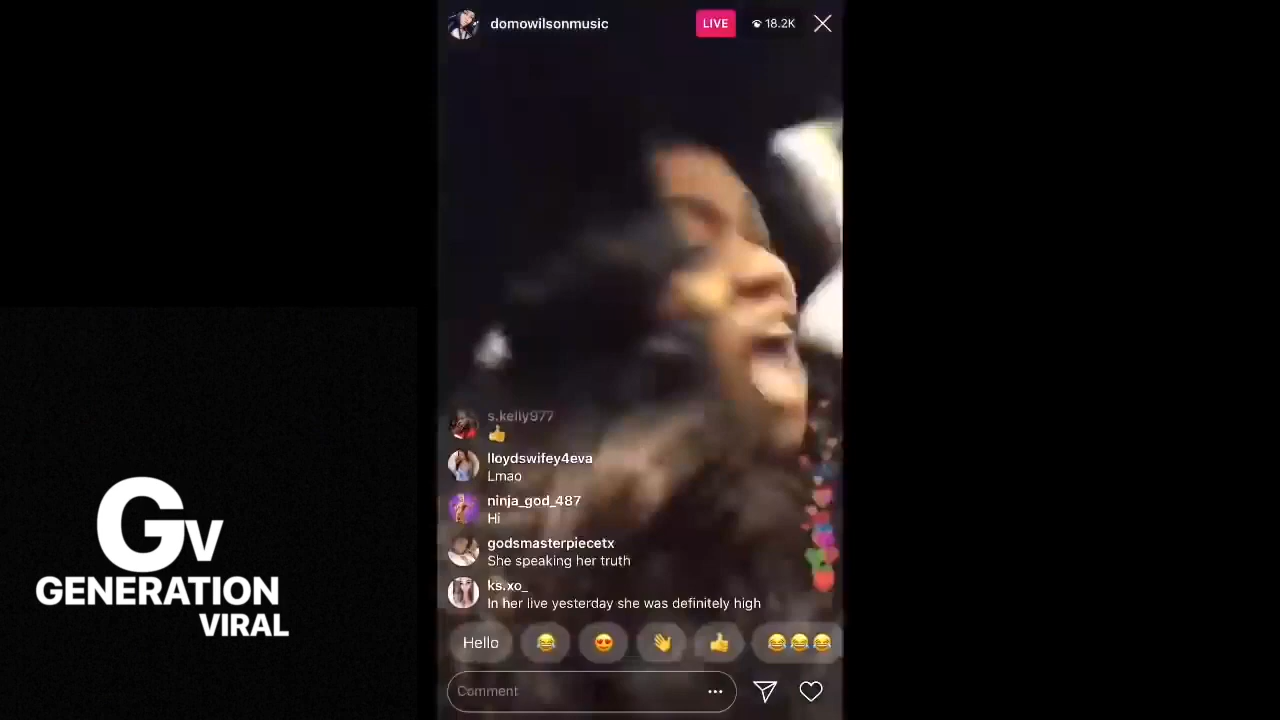 domowilsonmusic
LIVE
18.2K
s.kelly977
👍
lloydswifey4eva
Lmao
ninja_god_487
Hi
godsmasterpiecetx
She speaking her truth
ks.xo_
In her live yesterday she was definitely high
Hello 😂 😍 👋 👍 😂😂😂
Comment
GV
GENERATION
VIRAL